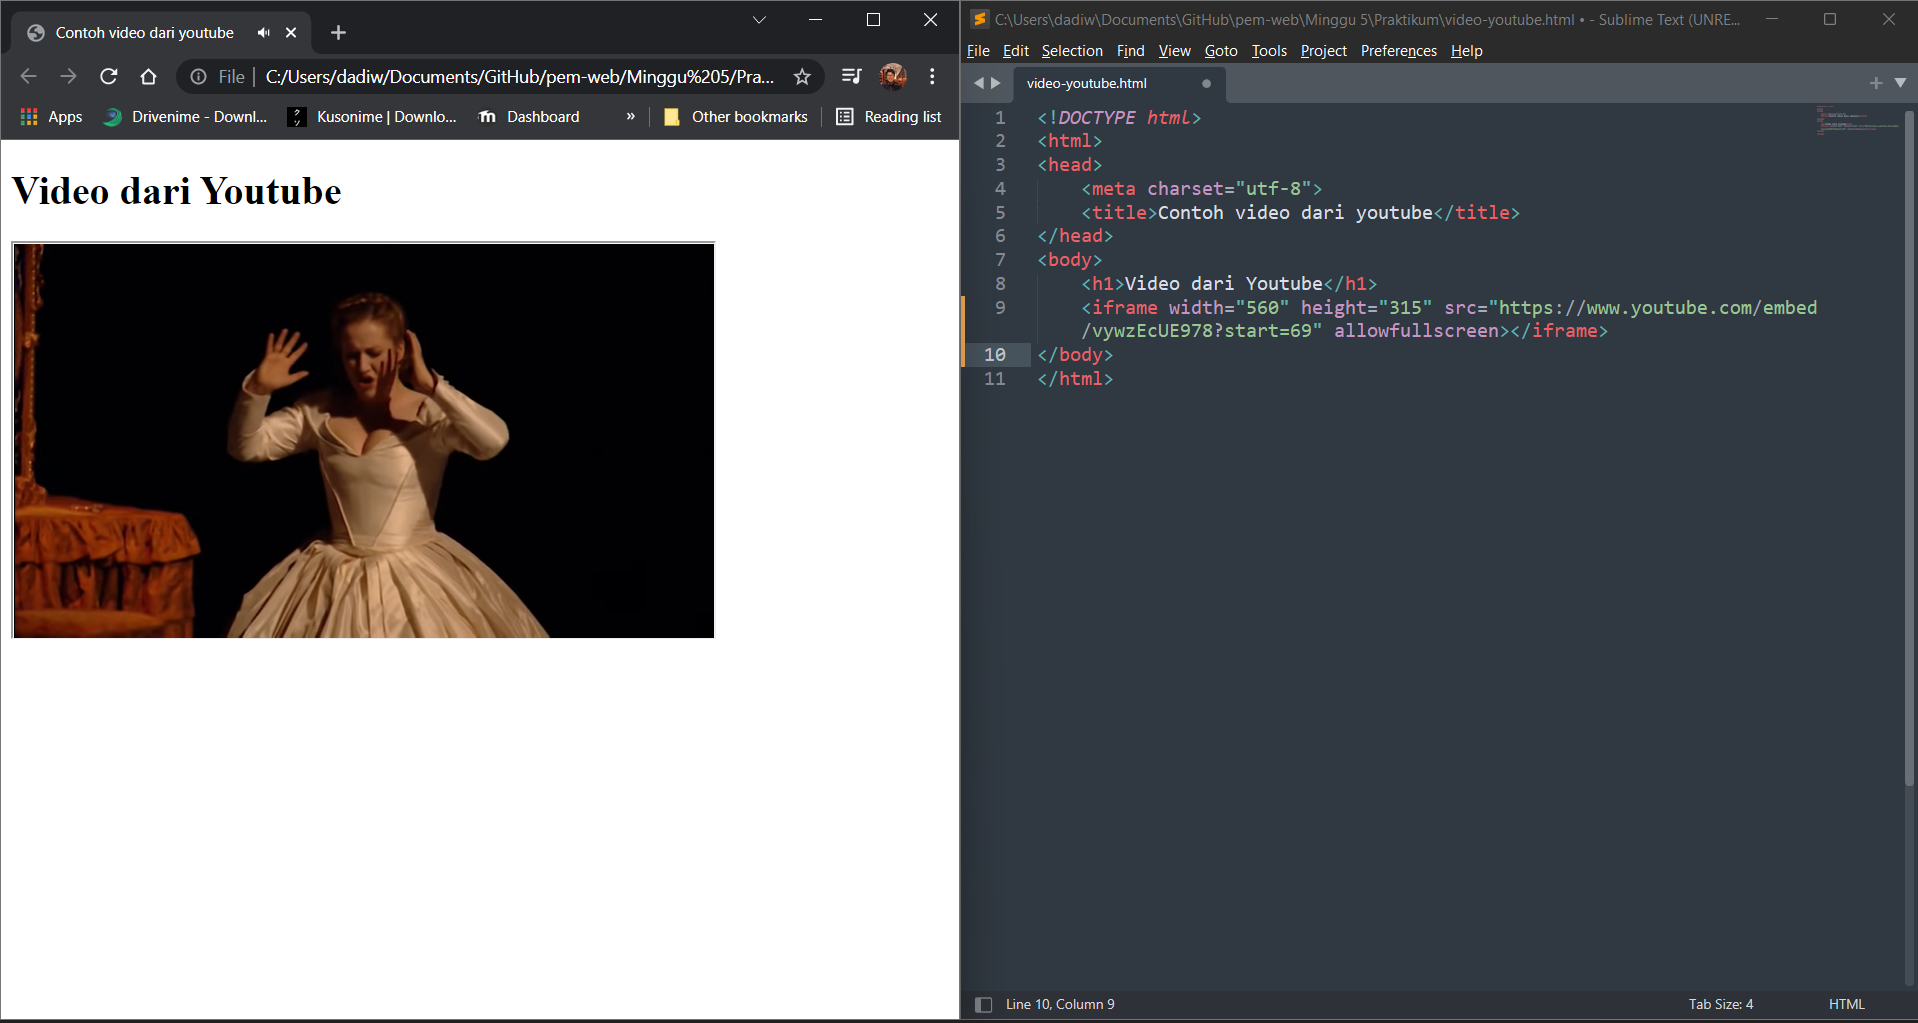 Contoh video dari youtube
File
C:/Users/dadiw/Documents/GitHub/pem-web/Minggu%205/Pra...
Apps
Drivenime - Downl...
Kusonime | Downlo...
Dashboard
»
Other bookmarks
Reading list
Video dari Youtube
C:\Users\dadiw\Documents\GitHub\pem-web\Minggu 5\Praktikum\video-youtube.html • - Sublime Text (UNRE...
File Edit Selection Find View Goto Tools Project Preferences Help
video-youtube.html
1 <!DOCTYPE html>
2 <html>
3 <head>
4 <meta charset="utf-8">
5 <title>Contoh video dari youtube</title>
6 </head>
7 <body>
8 <h1>Video dari Youtube</h1>
9 <iframe width="560" height="315" src="https://www.youtube.com/embed
/vywzEcUE978?start=69" allowfullscreen></iframe>
10 </body>
11 </html>
Line 10, Column 9
Tab Size: 4
HTML